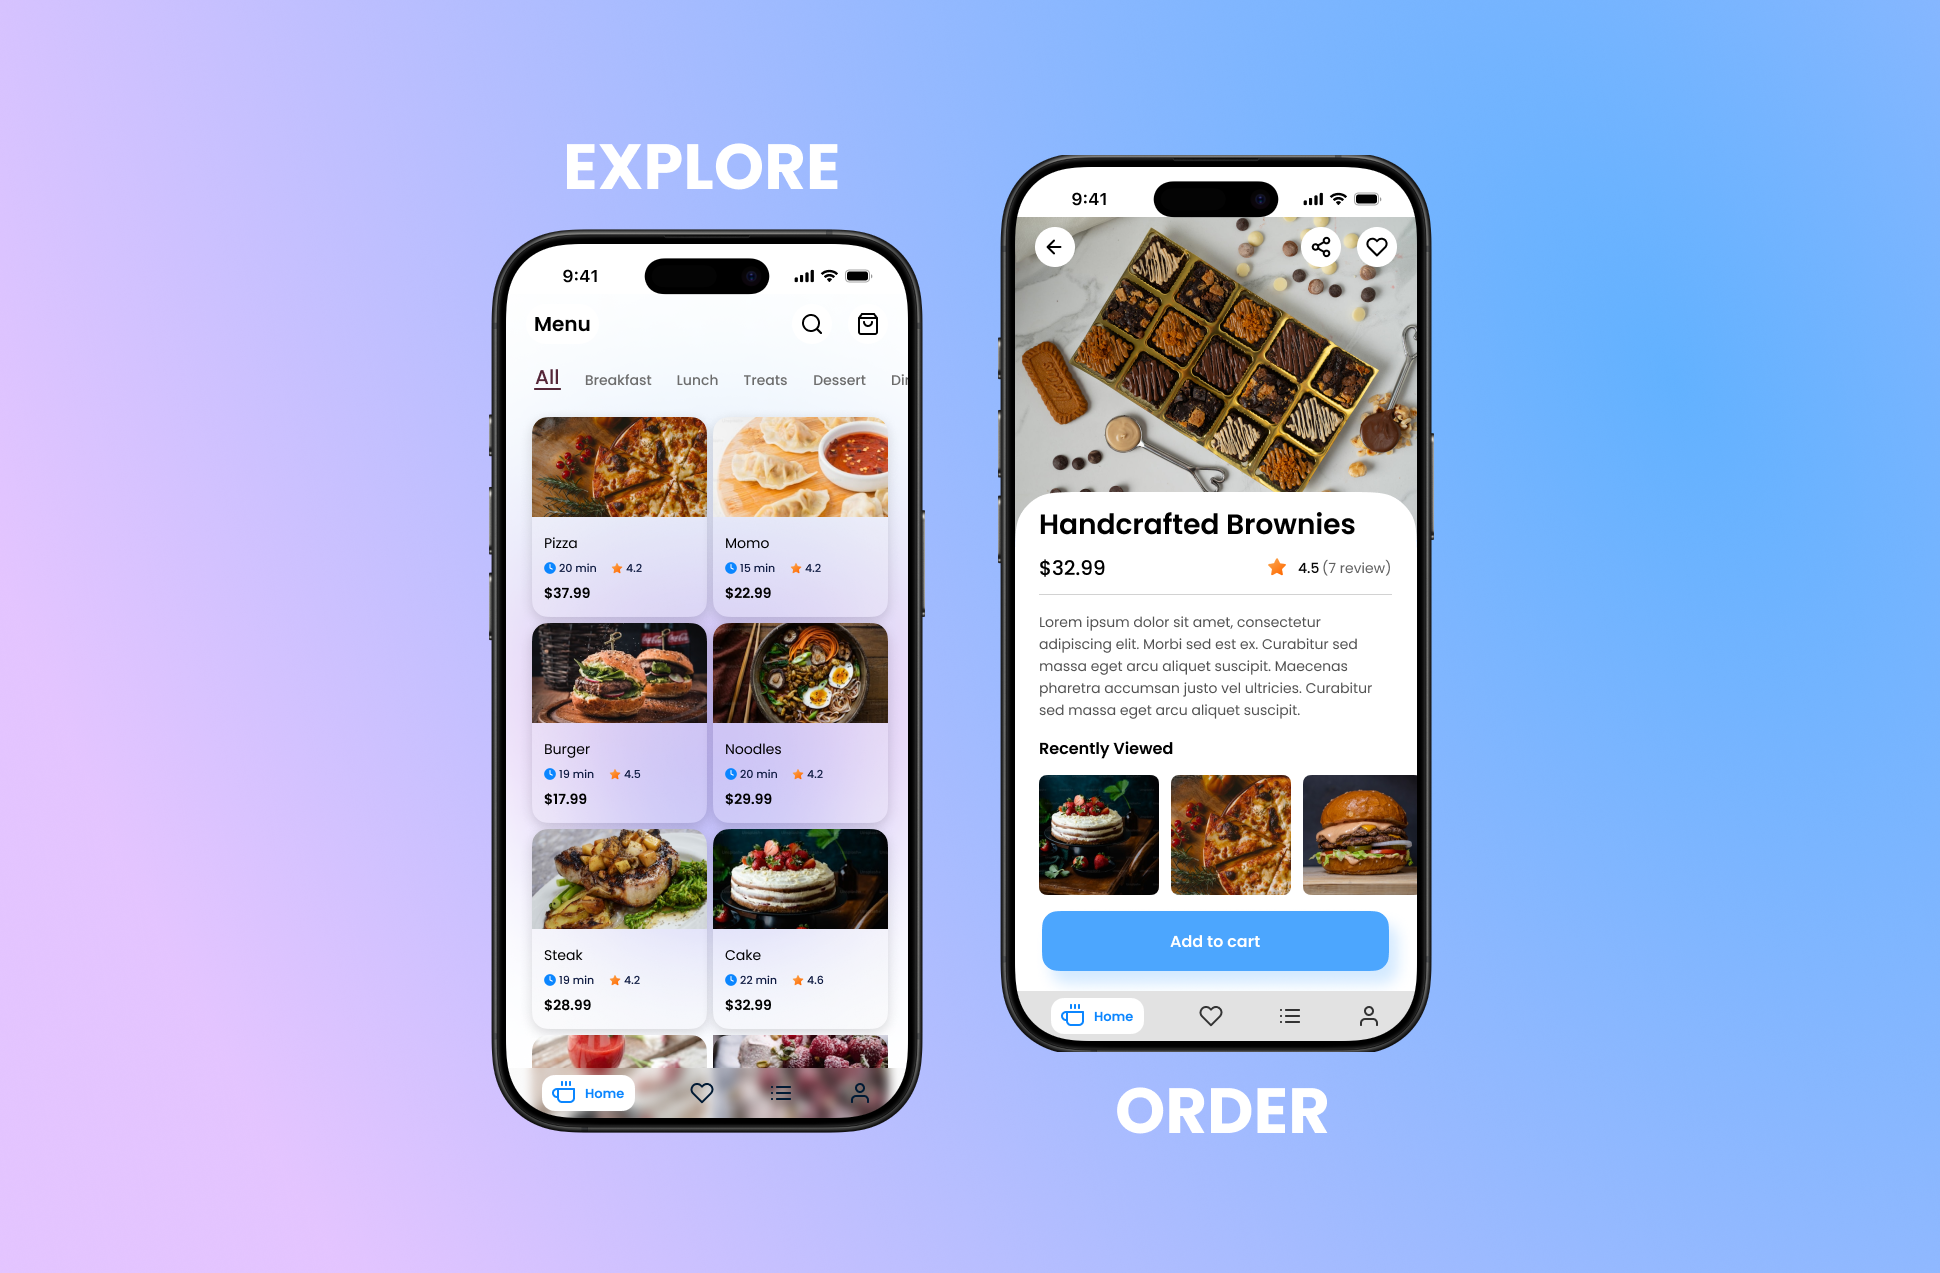 EXPLORE
9:41
Menu
All Breakfast Lunch Treats Dessert Din
Pizza
20 min 4.2
$37.99
Momo
15 min 4.2
$22.99
Burger
19 min 4.5
$17.99
Noodles
20 min 4.2
$29.99
Steak
19 min 4.2
$28.99
Cake
22 min 4.6
$32.99
Home
9:41
Handcrafted Brownies
$32.99 4.5 (7 review)
Lorem ipsum dolor sit amet, consectetur
adipiscing elit. Morbi sed est ex. Curabitur sed
massa eget arcu aliquet suscipit. Maecenas
pharetra accumsan justo vel ultricies. Curabitur
sed massa eget arcu aliquet suscipit.
Recently Viewed
Add to cart
Home
ORDER